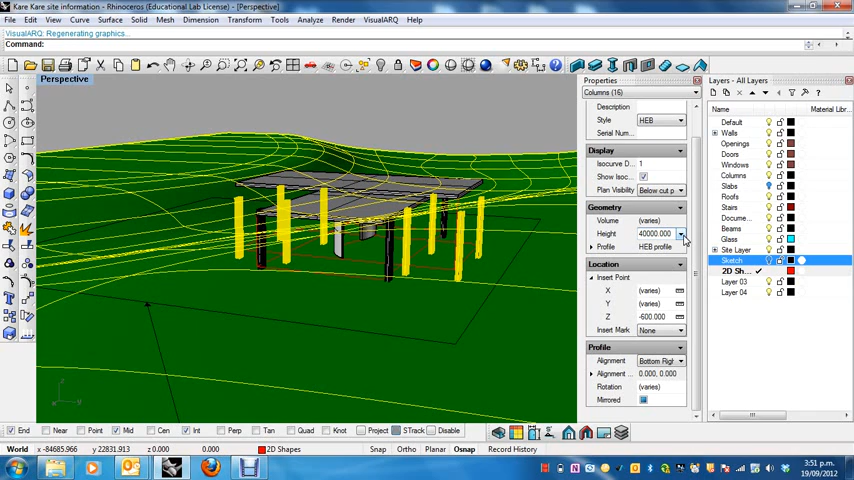 Kare Kare site information - Rhinoceros (Educational Lab License) - [Perspective]
File Edit View Curve Surface Solid Mesh Dimension Transform Tools Analyze Render VisualARQ Help
VisualARQ: Regenerating graphics...
Command:
Perspective
Properties
Columns (16)
Description
Style HEB
Serial Num...
Display
Isocurve D... 1
Show Isoc...
Plan Visibility Below cut p
Geometry
Volume (varies)
Height 40000.000
Profile HEB profile
Location
Insert Point
X (varies)
Y (varies)
Z -600.000
Insert Mark None
Profile
Alignment Bottom Righ
Alignment ... 0.000, 0.000
Rotation (varies)
Mirrored
Layers - All Layers
Name Material Libr
Default
Walls
Openings
Doors
Windows
Columns
Slabs
Roofs
Stairs
Docume...
Beams
Glass
Site Layer
Sketch
2D Sh...
Layer 03
Layer 04
End Near Point Mid Cen Int Perp Tan Quad Knot Project STrack Disable
World x -84685.966 y 22831.913 z 0.000 0.000 2D Shapes Snap Ortho Planar Osnap Record History
3:51 p.m.
19/09/2012